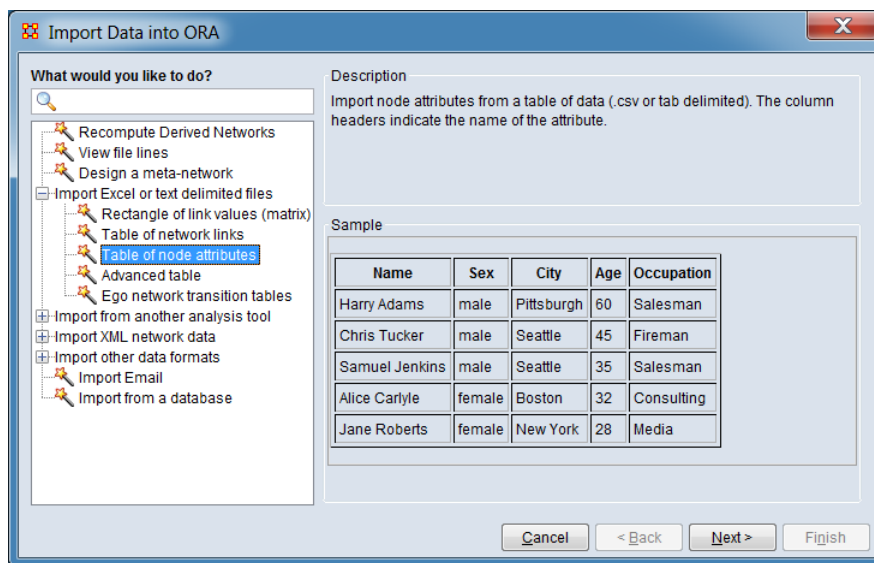 Import Data into ORA
X
What would you like to do?
Recompute Derived Networks
View file lines
Design a meta-network
Import Excel or text delimited files
Rectangle of link values (matrix)
Table of network links
Table of node attributes
Advanced table
Ego network transition tables
Import from another analysis tool
Import XML network data
Import other data formats
Import Email
Import from a database
Description
Import node attributes from a table of data (.csv or tab delimited). The column
headers indicate the name of the attribute.
Sample
Name Sex City Age Occupation
Harry Adams male Pittsburgh 60 Salesman
Chris Tucker male Seattle 45 Fireman
Samuel Jenkins male Seattle 35 Salesman
Alice Carlyle female Boston 32 Consulting
Jane Roberts female New York 28 Media
Cancel < Back Next > Finish